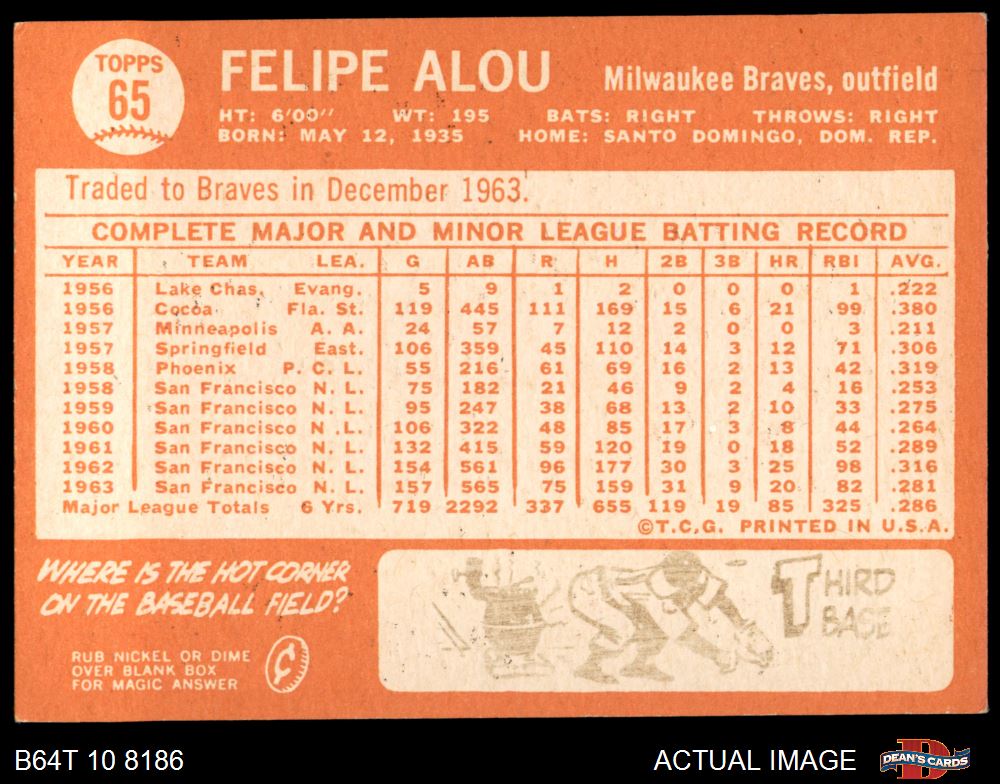 TOPPS
65
FELIPE ALOU
Milwaukee Braves, outfield
HT: 6'00" WT: 195 BATS: RIGHT THROWS: RIGHT
BORN: MAY 12, 1935 HOME: SANTO DOMINGO, DOM. REP.
Traded to Braves in December 1963.
COMPLETE MAJOR AND MINOR LEAGUE BATTING RECORD
YEAR TEAM LEA. G AB R H 2B 3B HR RBI AVG.
1956 Lake Chas. Evang. 5 9 1 2 0 0 0 1 .222
1956 Cocoa Fla. St. 119 445 111 169 15 6 21 99 .380
1957 Minneapolis A. A. 24 57 7 12 2 0 0 3 .211
1957 Springfield East. 106 359 45 110 14 3 12 71 .306
1958 Phoenix P. C. L. 55 216 61 69 16 2 13 42 .319
1958 San Francisco N. L. 75 182 21 46 9 2 4 16 .253
1959 San Francisco N. L. 95 247 38 68 13 2 10 33 .275
1960 San Francisco N .L. 106 322 48 85 17 3 8 44 .264
1961 San Francisco N. L. 132 415 59 120 19 0 18 52 .289
1962 San Francisco N. L. 154 561 96 177 30 3 25 98 .316
1963 San Francisco N. L. 157 565 75 159 31 9 20 82 .281
Major League Totals 6 Yrs. 719 2292 337 655 119 19 85 325 .286
©T.C.G. PRINTED IN U.S.A.
WHERE IS THE HOT CORNER
ON THE BASEBALL FIELD?
RUB NICKEL OR DIME
OVER BLANK BOX
FOR MAGIC ANSWER
¢
THIRD
BASE
B64T 10 8186
ACTUAL IMAGE
DEAN'S CARDS